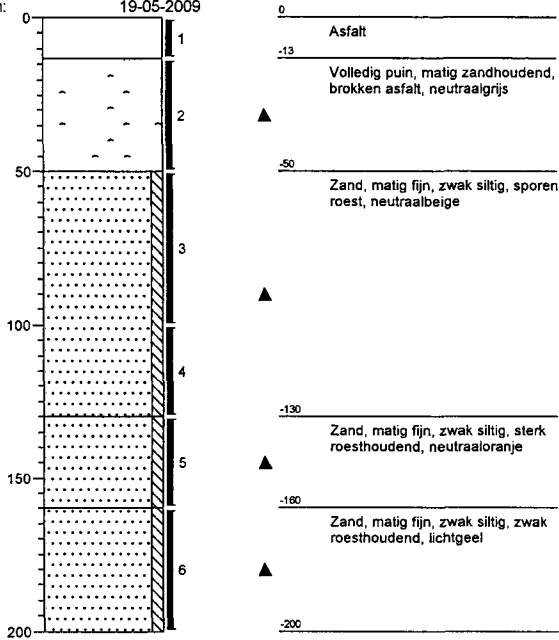 n: 19-05-2009
0
1
2
50
3
100
4
5
150
6
200
0
Asfalt
-13
Volledig puin, matig zandhoudend,
brokken asfalt, neutraalgrijs
-50
Zand, matig fijn, zwak siltig, sporen
roest, neutraalbeige
-130
Zand, matig fijn, zwak siltig, sterk
roesthoudend, neutraaloranje
-160
Zand, matig fijn, zwak siltig, zwak
roesthoudend, lichtgeel
-200